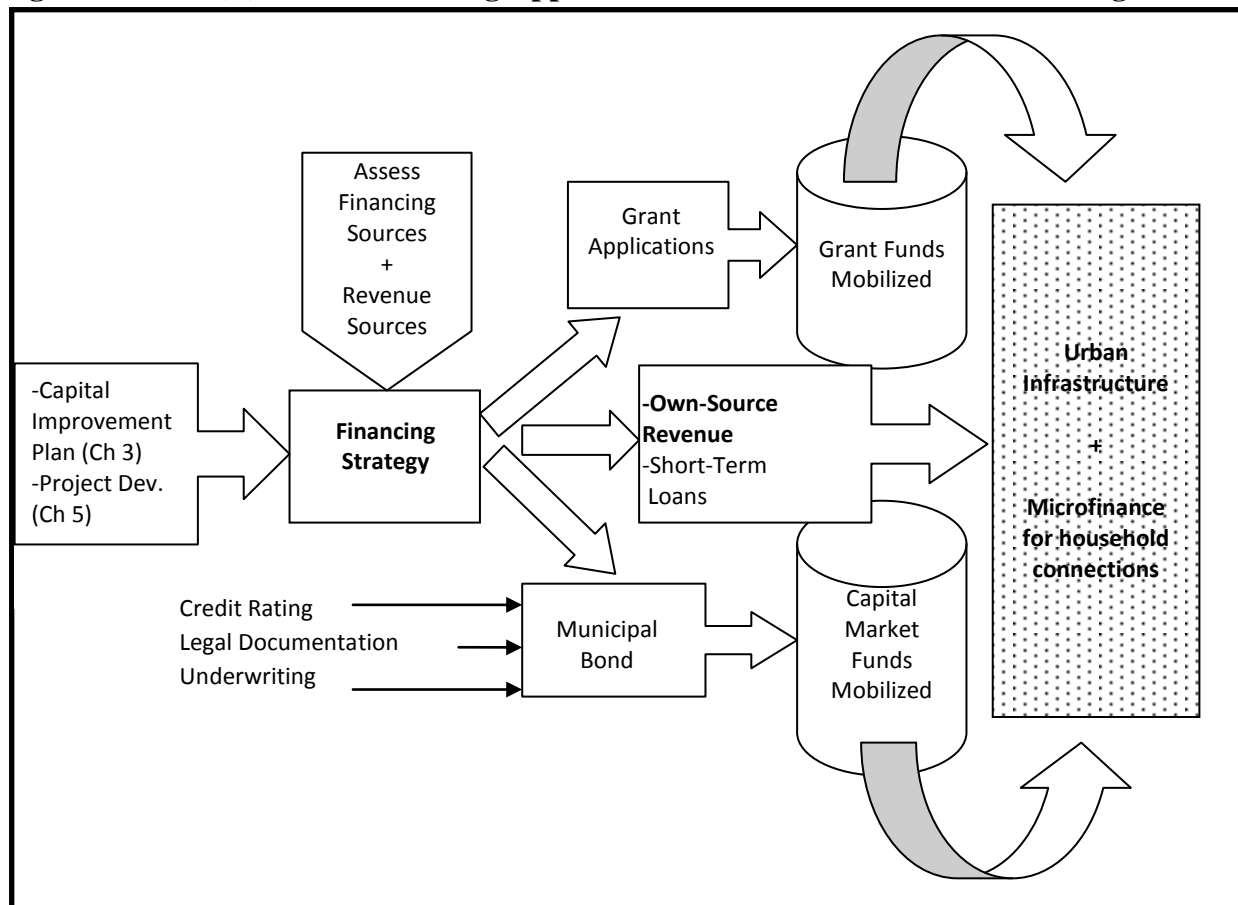 Assess
Financing
Sources
+
Revenue
Sources
Grant
Applications
Grant Funds
Mobilized
-Capital
Improvement
Plan (Ch 3)
-Project Dev.
(Ch 5)
Financing
Strategy
-Own-Source
Revenue
-Short-Term
Loans
Urban
Infrastructure
+
Microfinance
for household
connections
Credit Rating
Legal Documentation
Underwriting
Municipal
Bond
Capital
Market
Funds
Mobilized